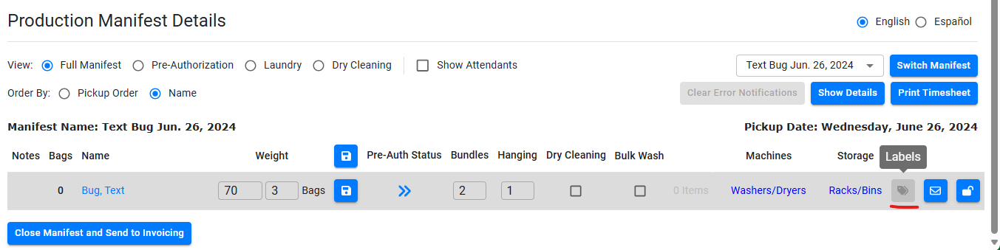 Production Manifest Details
English Español
View: Full Manifest Pre-Authorization Laundry Dry Cleaning Show Attendants Text Bug Jun. 26, 2024 Switch Manifest
Order By: Pickup Order Name Clear Error Notifications Show Details Print Timesheet
Manifest Name: Text Bug Jun. 26, 2024 Pickup Date: Wednesday, June 26, 2024
Notes Bags Name Weight Pre-Auth Status Bundles Hanging Dry Cleaning Bulk Wash Machines Storage Labels
0 Bug, Text 70 3 Bags 2 1 0 Items Washers/Dryers Racks/Bins
Close Manifest and Send to Invoicing